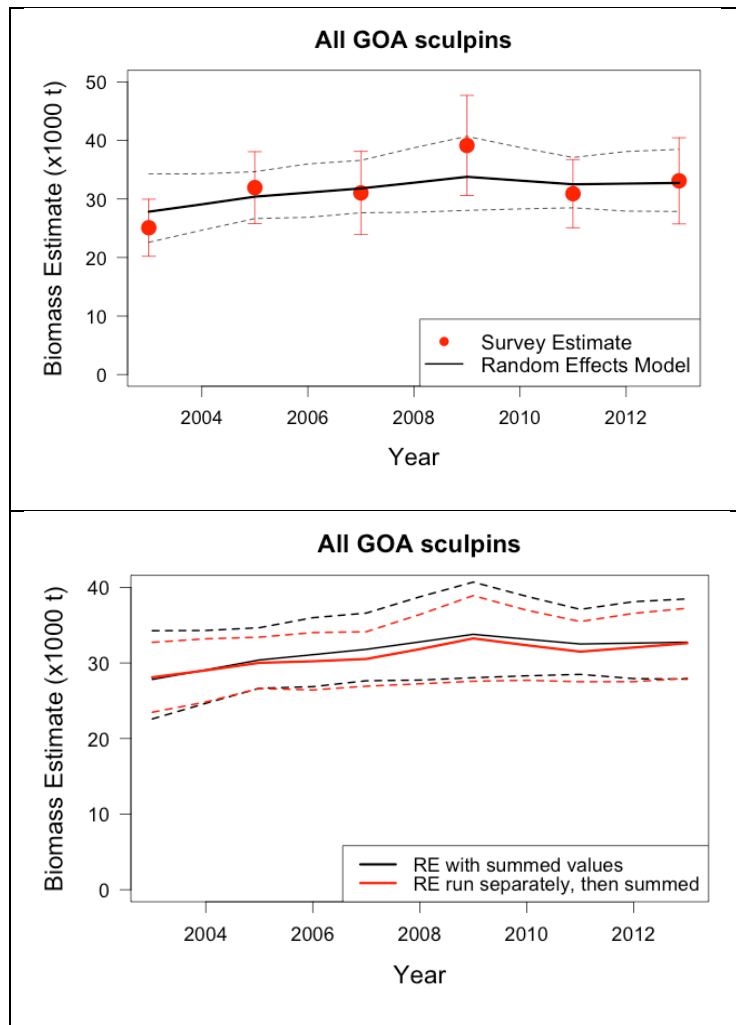 All GOA sculpins
Biomass Estimate (x1000 t)
50
40
30
20
10
0
Survey Estimate
Random Effects Model
2004 2006 2008 2010 2012
Year
All GOA sculpins
Biomass Estimate (x1000 t)
40
30
20
10
0
RE with summed values
RE run separately, then summed
2004 2006 2008 2010 2012
Year